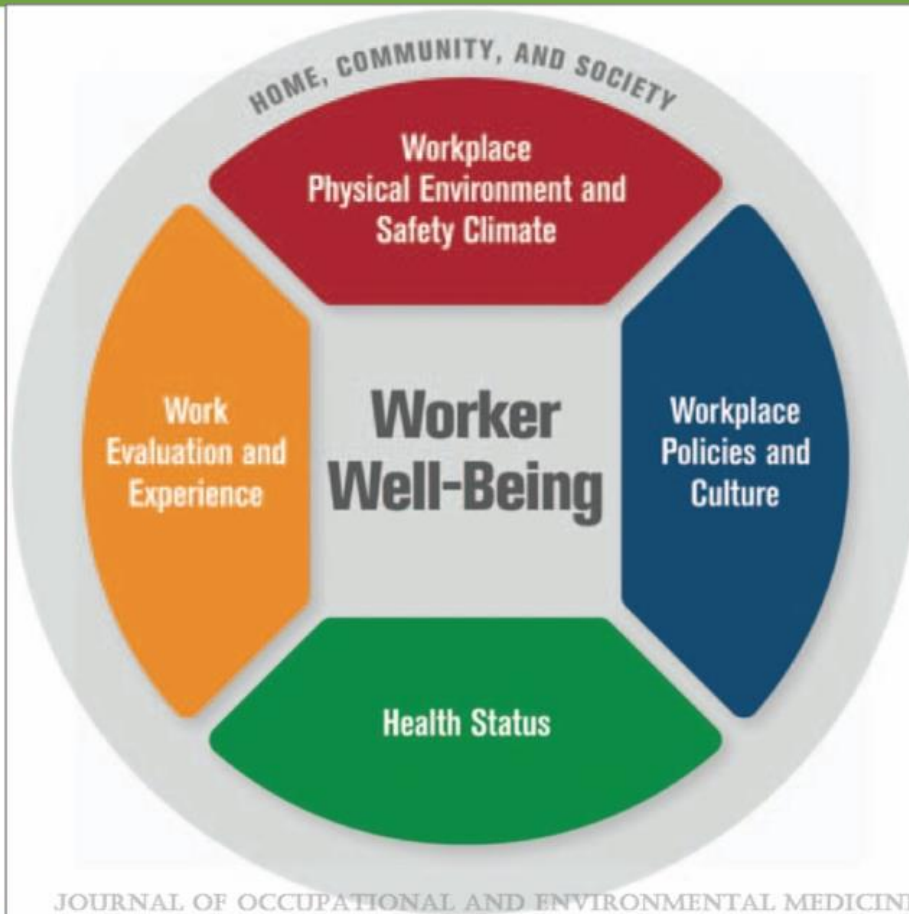 HOME, COMMUNITY, AND SOCIETY
Workplace
Physical Environment and
Safety Climate
Work
Evaluation and
Experience
Worker
Well-Being
Workplace
Policies and
Culture
Health Status
JOURNAL OF OCCUPATIONAL AND ENVIRONMENTAL MEDICINE